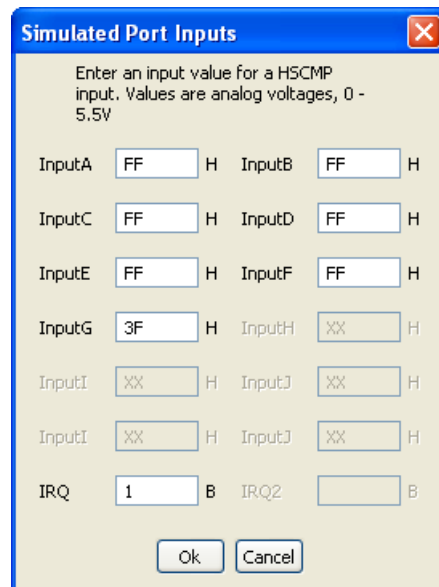 Simulated Port Inputs
Enter an input value for a HSCMP
input. Values are analog voltages, 0 -
5.5V
InputA FF H InputB FF H
InputC FF H InputD FF H
InputE FF H InputF FF H
InputG 3F H InputH XX H
InputI XX H InputJ XX H
InputI XX H InputJ XX H
IRQ 1 B IRQ2 B
Ok Cancel